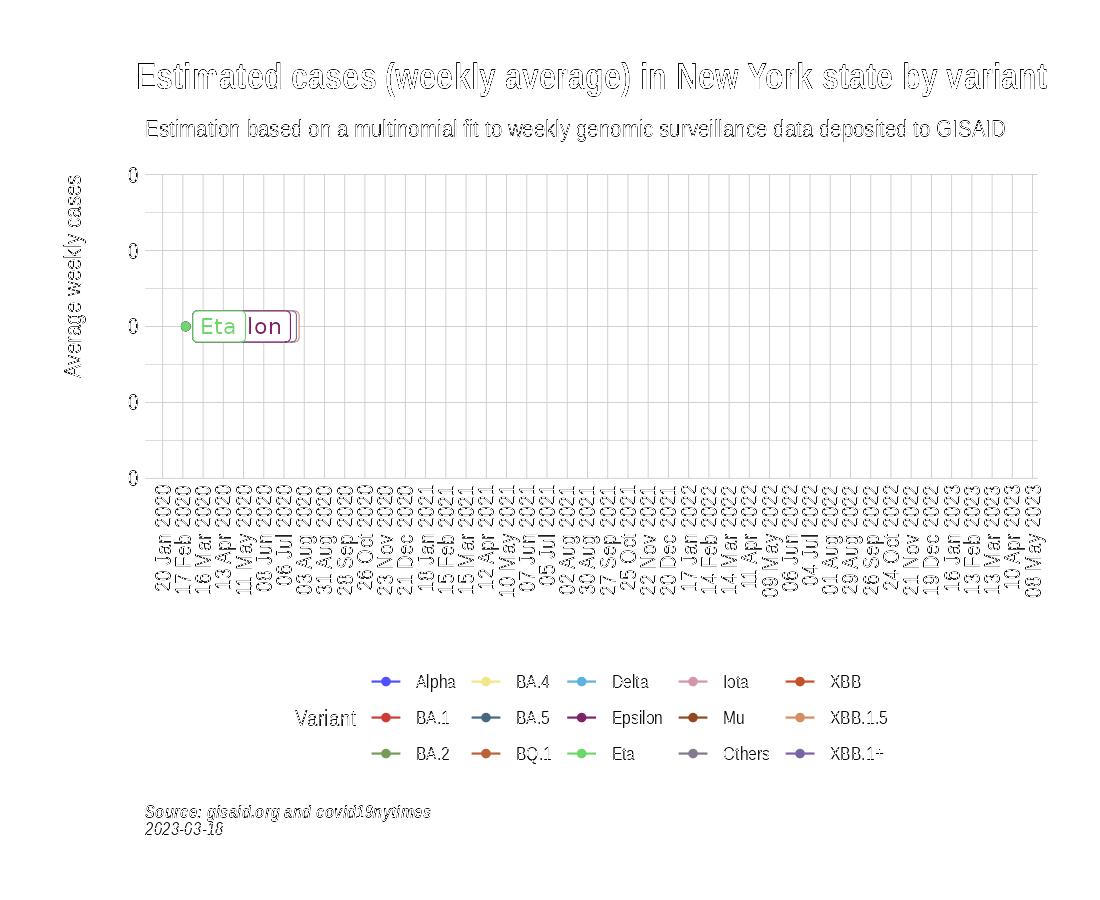 Estimated cases (weekly average) in New York state by variant
Estimation based on a multinomial fit to weekly genomic surveillance data deposited to GISAID
Average weekly cases
0
0
0
0
0
Eta
lon
20 Jan 2020
17 Feb 2020
16 Mar 2020
13 Apr 2020
11 May 2020
08 Jun 2020
06 Jul 2020
03 Aug 2020
31 Aug 2020
28 Sep 2020
26 Oct 2020
23 Nov 2020
21 Dec 2020
18 Jan 2021
15 Feb 2021
15 Mar 2021
12 Apr 2021
10 May 2021
07 Jun 2021
05 Jul 2021
02 Aug 2021
30 Aug 2021
27 Sep 2021
25 Oct 2021
22 Nov 2021
20 Dec 2021
17 Jan 2022
14 Feb 2022
14 Mar 2022
11 Apr 2022
09 May 2022
06 Jun 2022
04 Jul 2022
01 Aug 2022
29 Aug 2022
26 Sep 2022
24 Oct 2022
21 Nov 2022
19 Dec 2022
16 Jan 2023
13 Feb 2023
13 Mar 2023
10 Apr 2023
08 May 2023
Variant
Alpha
BA.1
BA.2
BA.4
BA.5
BQ.1
Delta
Epsilon
Eta
Iota
Mu
Others
XBB
XBB.1.5
XBB.1+
Source: gisaid.org and covid19nytimes
2023-03-18